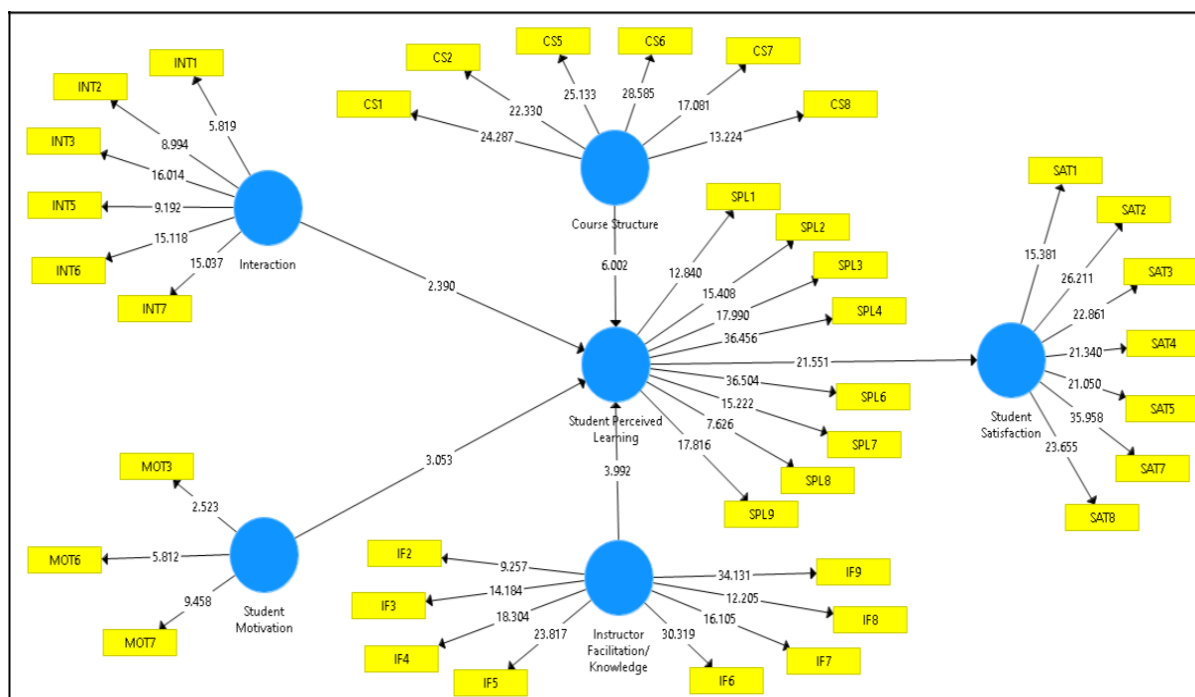 INT1
INT2
INT3
INT5
INT6
INT7
5.819
8.994
16.014
9.192
15.118
15.037
Interaction
2.390
CS1
CS2
CS5
CS6
CS7
CS8
24.287
22.330
25.133
28.585
17.081
13.224
Course Structure
6.002
SPL1
SPL2
SPL3
SPL4
SPL6
SPL7
SPL8
SPL9
12.840
15.408
17.990
36.456
36.504
15.222
7.626
17.816
Student Perceived
Learning
21.551
SAT1
SAT2
SAT3
SAT4
SAT5
SAT7
SAT8
15.381
26.211
22.861
21.340
21.050
35.958
23.655
Student
Satisfaction
MOT3
MOT6
MOT7
2.523
5.812
9.458
Student
Motivation
3.053
3.992
IF2
IF3
IF4
IF5
IF6
IF7
IF8
IF9
9.257
14.184
18.304
23.817
30.319
16.105
12.205
34.131
Instructor
Facilitation/
Knowledge